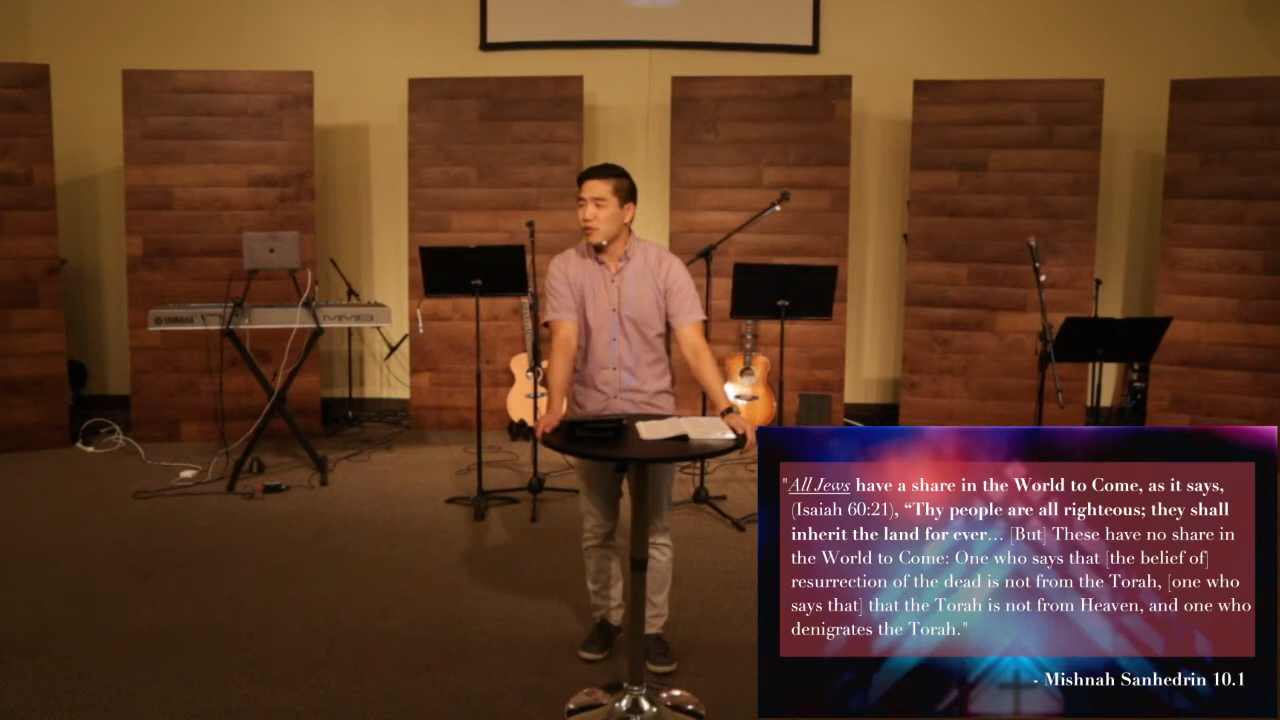 YAMAHA
MM8
"All Jews have a share in the World to Come, as it says,
(Isaiah 60:21), “Thy people are all righteous; they shall
inherit the land for ever… [But] These have no share in
the World to Come: One who says that [the belief of]
resurrection of the dead is not from the Torah, [one who
says that] that the Torah is not from Heaven, and one who
denigrates the Torah."
- Mishnah Sanhedrin 10.1